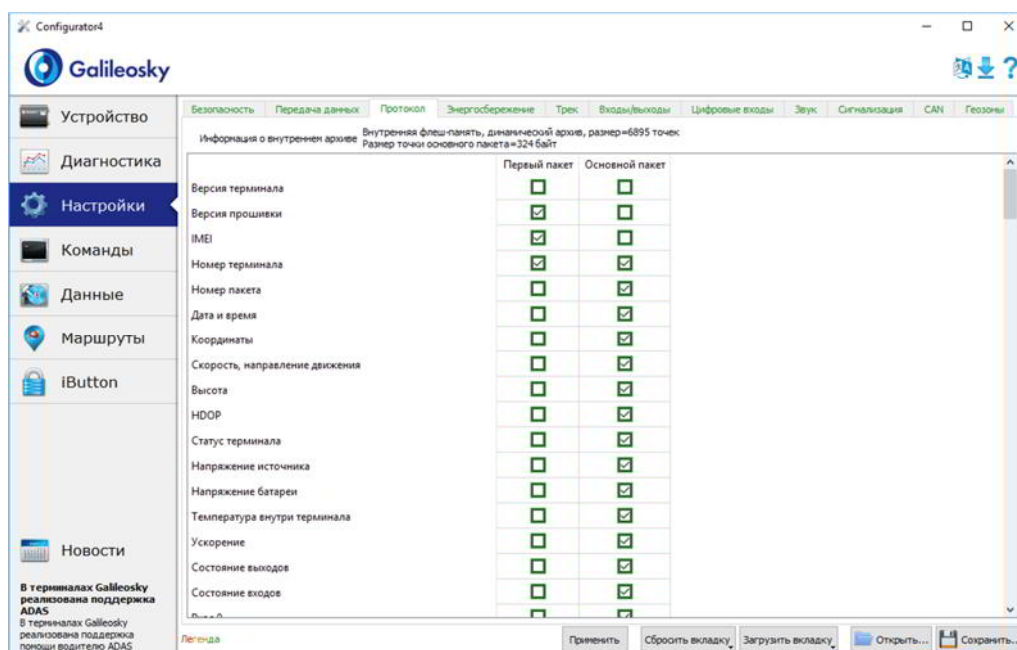 Configurator4
Galileosky
Устройство
Диагностика
Настройки
Команды
Данные
Маршруты
iButton
Новости
В терминалах Galileosky
реализована поддержка
ADAS
В терминалах Galileosky
реализована поддержка
помощи водителю ADAS
Безопасность Передача данных Протокол Энергосбережение Трек Входы/выходы Цифровые входы Звук Сигнализация CAN Геозоны
Информация о внутреннем архиве
Внутренняя флеш-память, динамический архив, размер=6895 точек
Размер точки основного пакета=324 байт
Первый пакет Основной пакет
Версия терминала
Версия прошивки
IMEI
Номер терминала
Номер пакета
Дата и время
Координаты
Скорость, направление движения
Высота
HDOP
Статус терминала
Напряжение источника
Напряжение батареи
Температура внутри терминала
Ускорение
Состояние выходов
Состояние входов
Легенда
Применить Сбросить вкладку Загрузить вкладку Открыть... Сохранить...